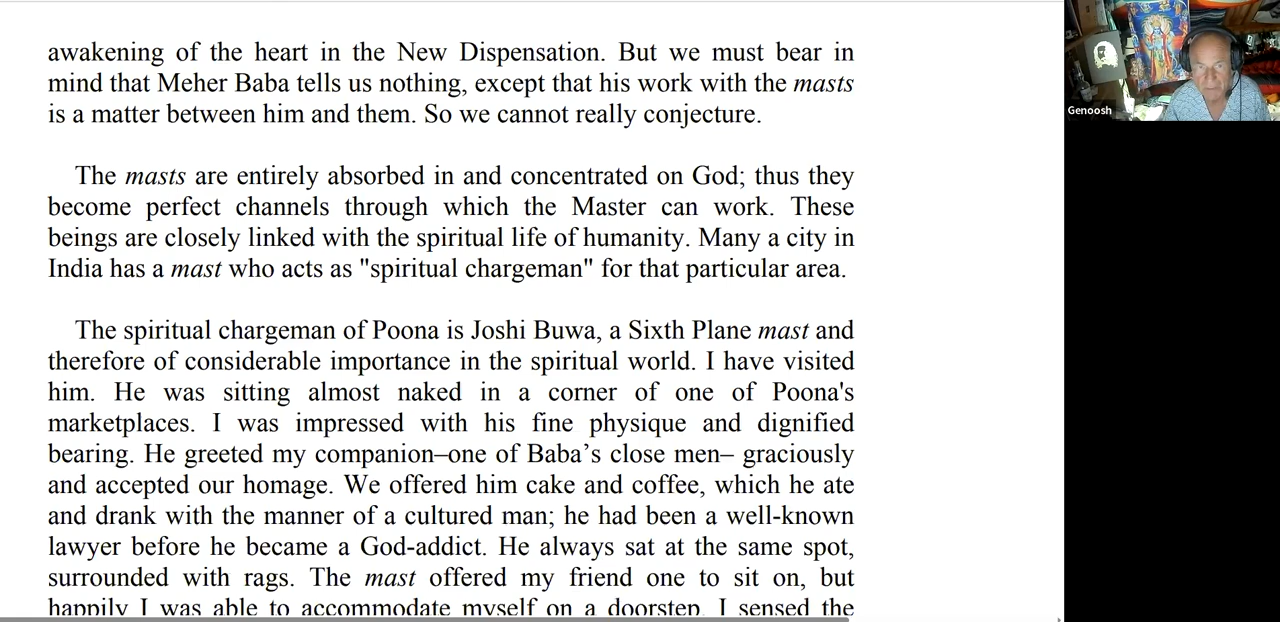 awakening of the heart in the New Dispensation. But we must bear in
mind that Meher Baba tells us nothing, except that his work with the masts
is a matter between him and them. So we cannot really conjecture.
The masts are entirely absorbed in and concentrated on God; thus they
become perfect channels through which the Master can work. These
beings are closely linked with the spiritual life of humanity. Many a city in
India has a mast who acts as "spiritual chargeman" for that particular area.
The spiritual chargeman of Poona is Joshi Buwa, a Sixth Plane mast and
therefore of considerable importance in the spiritual world. I have visited
him. He was sitting almost naked in a corner of one of Poona's
marketplaces. I was impressed with his fine physique and dignified
bearing. He greeted my companion–one of Baba’s close men– graciously
and accepted our homage. We offered him cake and coffee, which he ate
and drank with the manner of a cultured man; he had been a well-known
lawyer before he became a God-addict. He always sat at the same spot,
surrounded with rags. The mast offered my friend one to sit on, but
happily I was able to accommodate myself on a doorstep. I sensed the
Genoosh